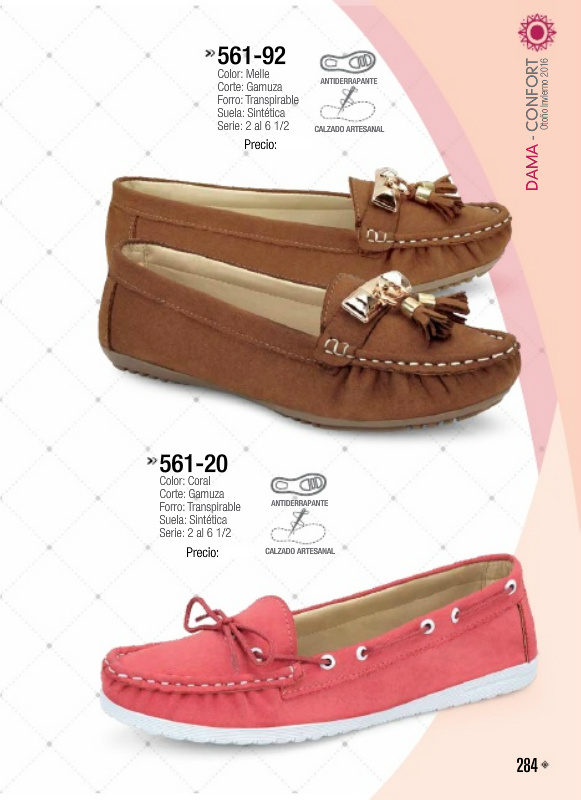 561-92
Color: Melle
Corte: Gamuza
Forro: Transpirable
Suela: Sintética
Serie: 2 al 6 1/2
Precio:
ANTIDERRAPANTE
CALZADO ARTESANAL
DAMA - CONFORT
Otoño Invierno 2016
561-20
Color: Coral
Corte: Gamuza
Forro: Transpirable
Suela: Sintética
Serie: 2 al 6 1/2
Precio:
ANTIDERRAPANTE
CALZADO ARTESANAL
284